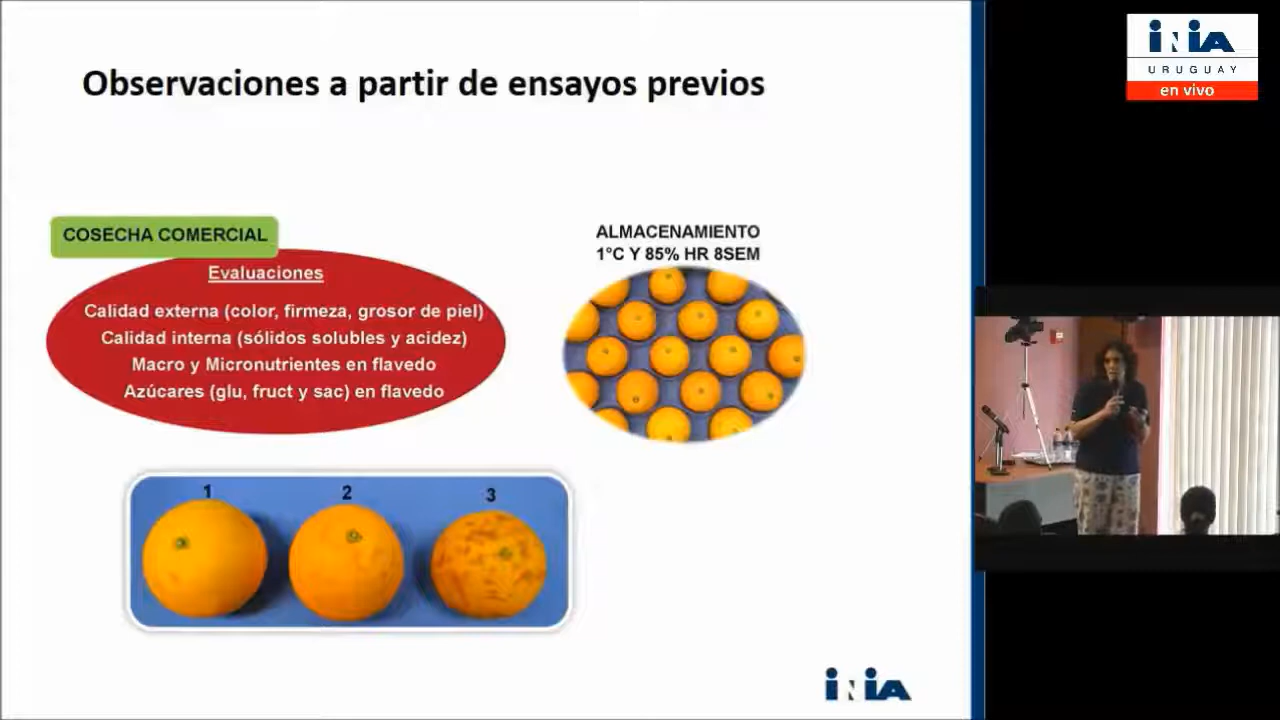 Observaciones a partir de ensayos previos
COSECHA COMERCIAL
Evaluaciones
Calidad externa (color, firmeza, grosor de piel)
Calidad interna (sólidos solubles y acidez)
Macro y Micronutrientes en flavedo
Azúcares (glu, fruct y sac) en flavedo
ALMACENAMIENTO
1°C Y 85% HR 8SEM
1 2 3
INIA
INIA
URUGUAY
en vivo